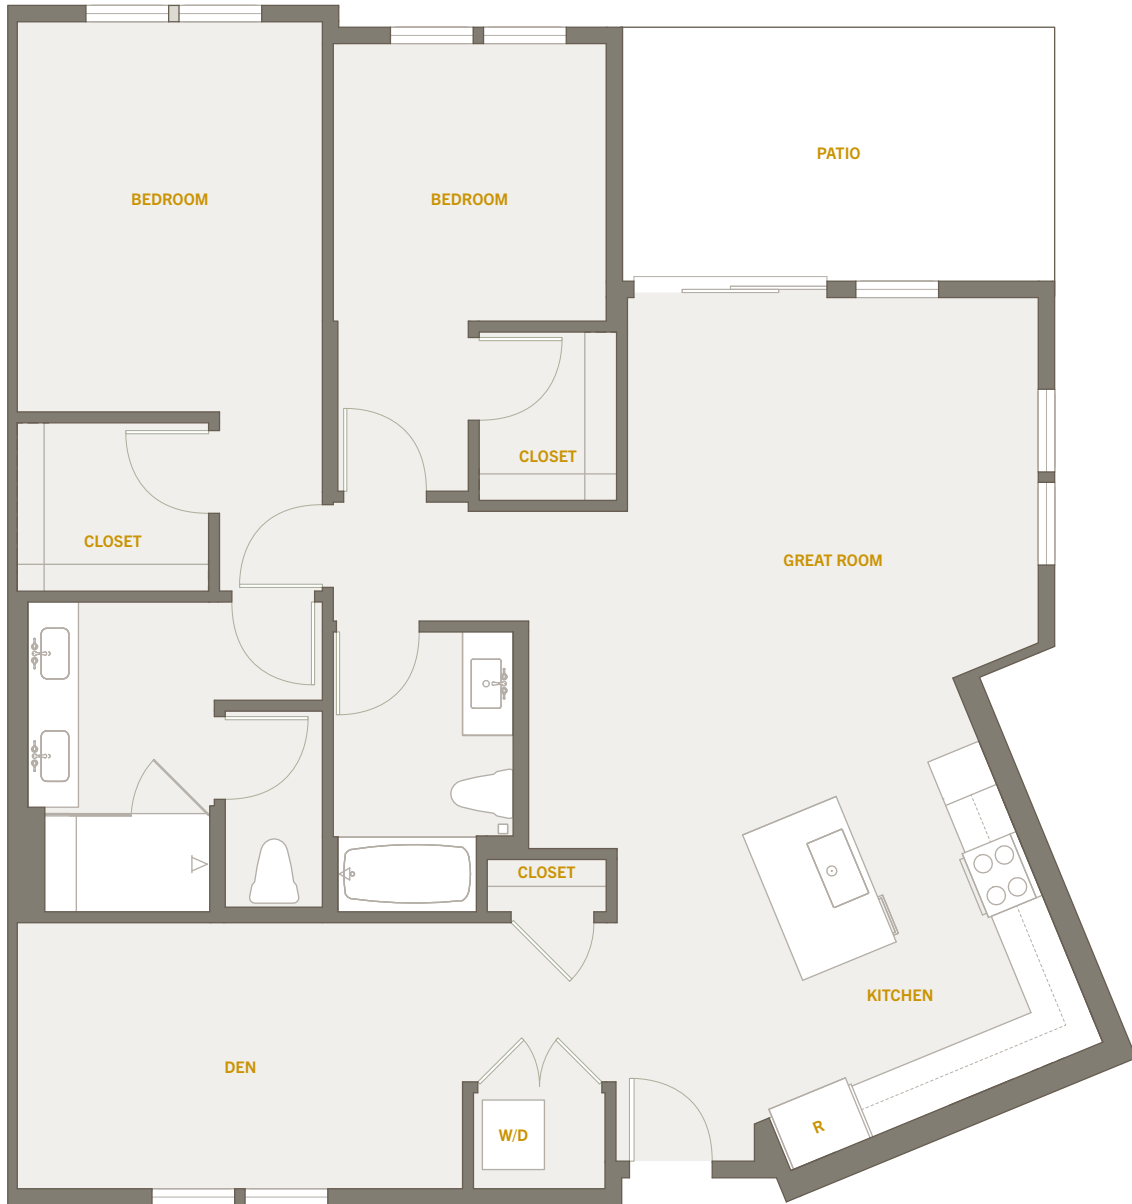 PATIO
BEDROOM
BEDROOM
CLOSET
CLOSET
GREAT ROOM
CLOSET
KITCHEN
DEN
R
W/D